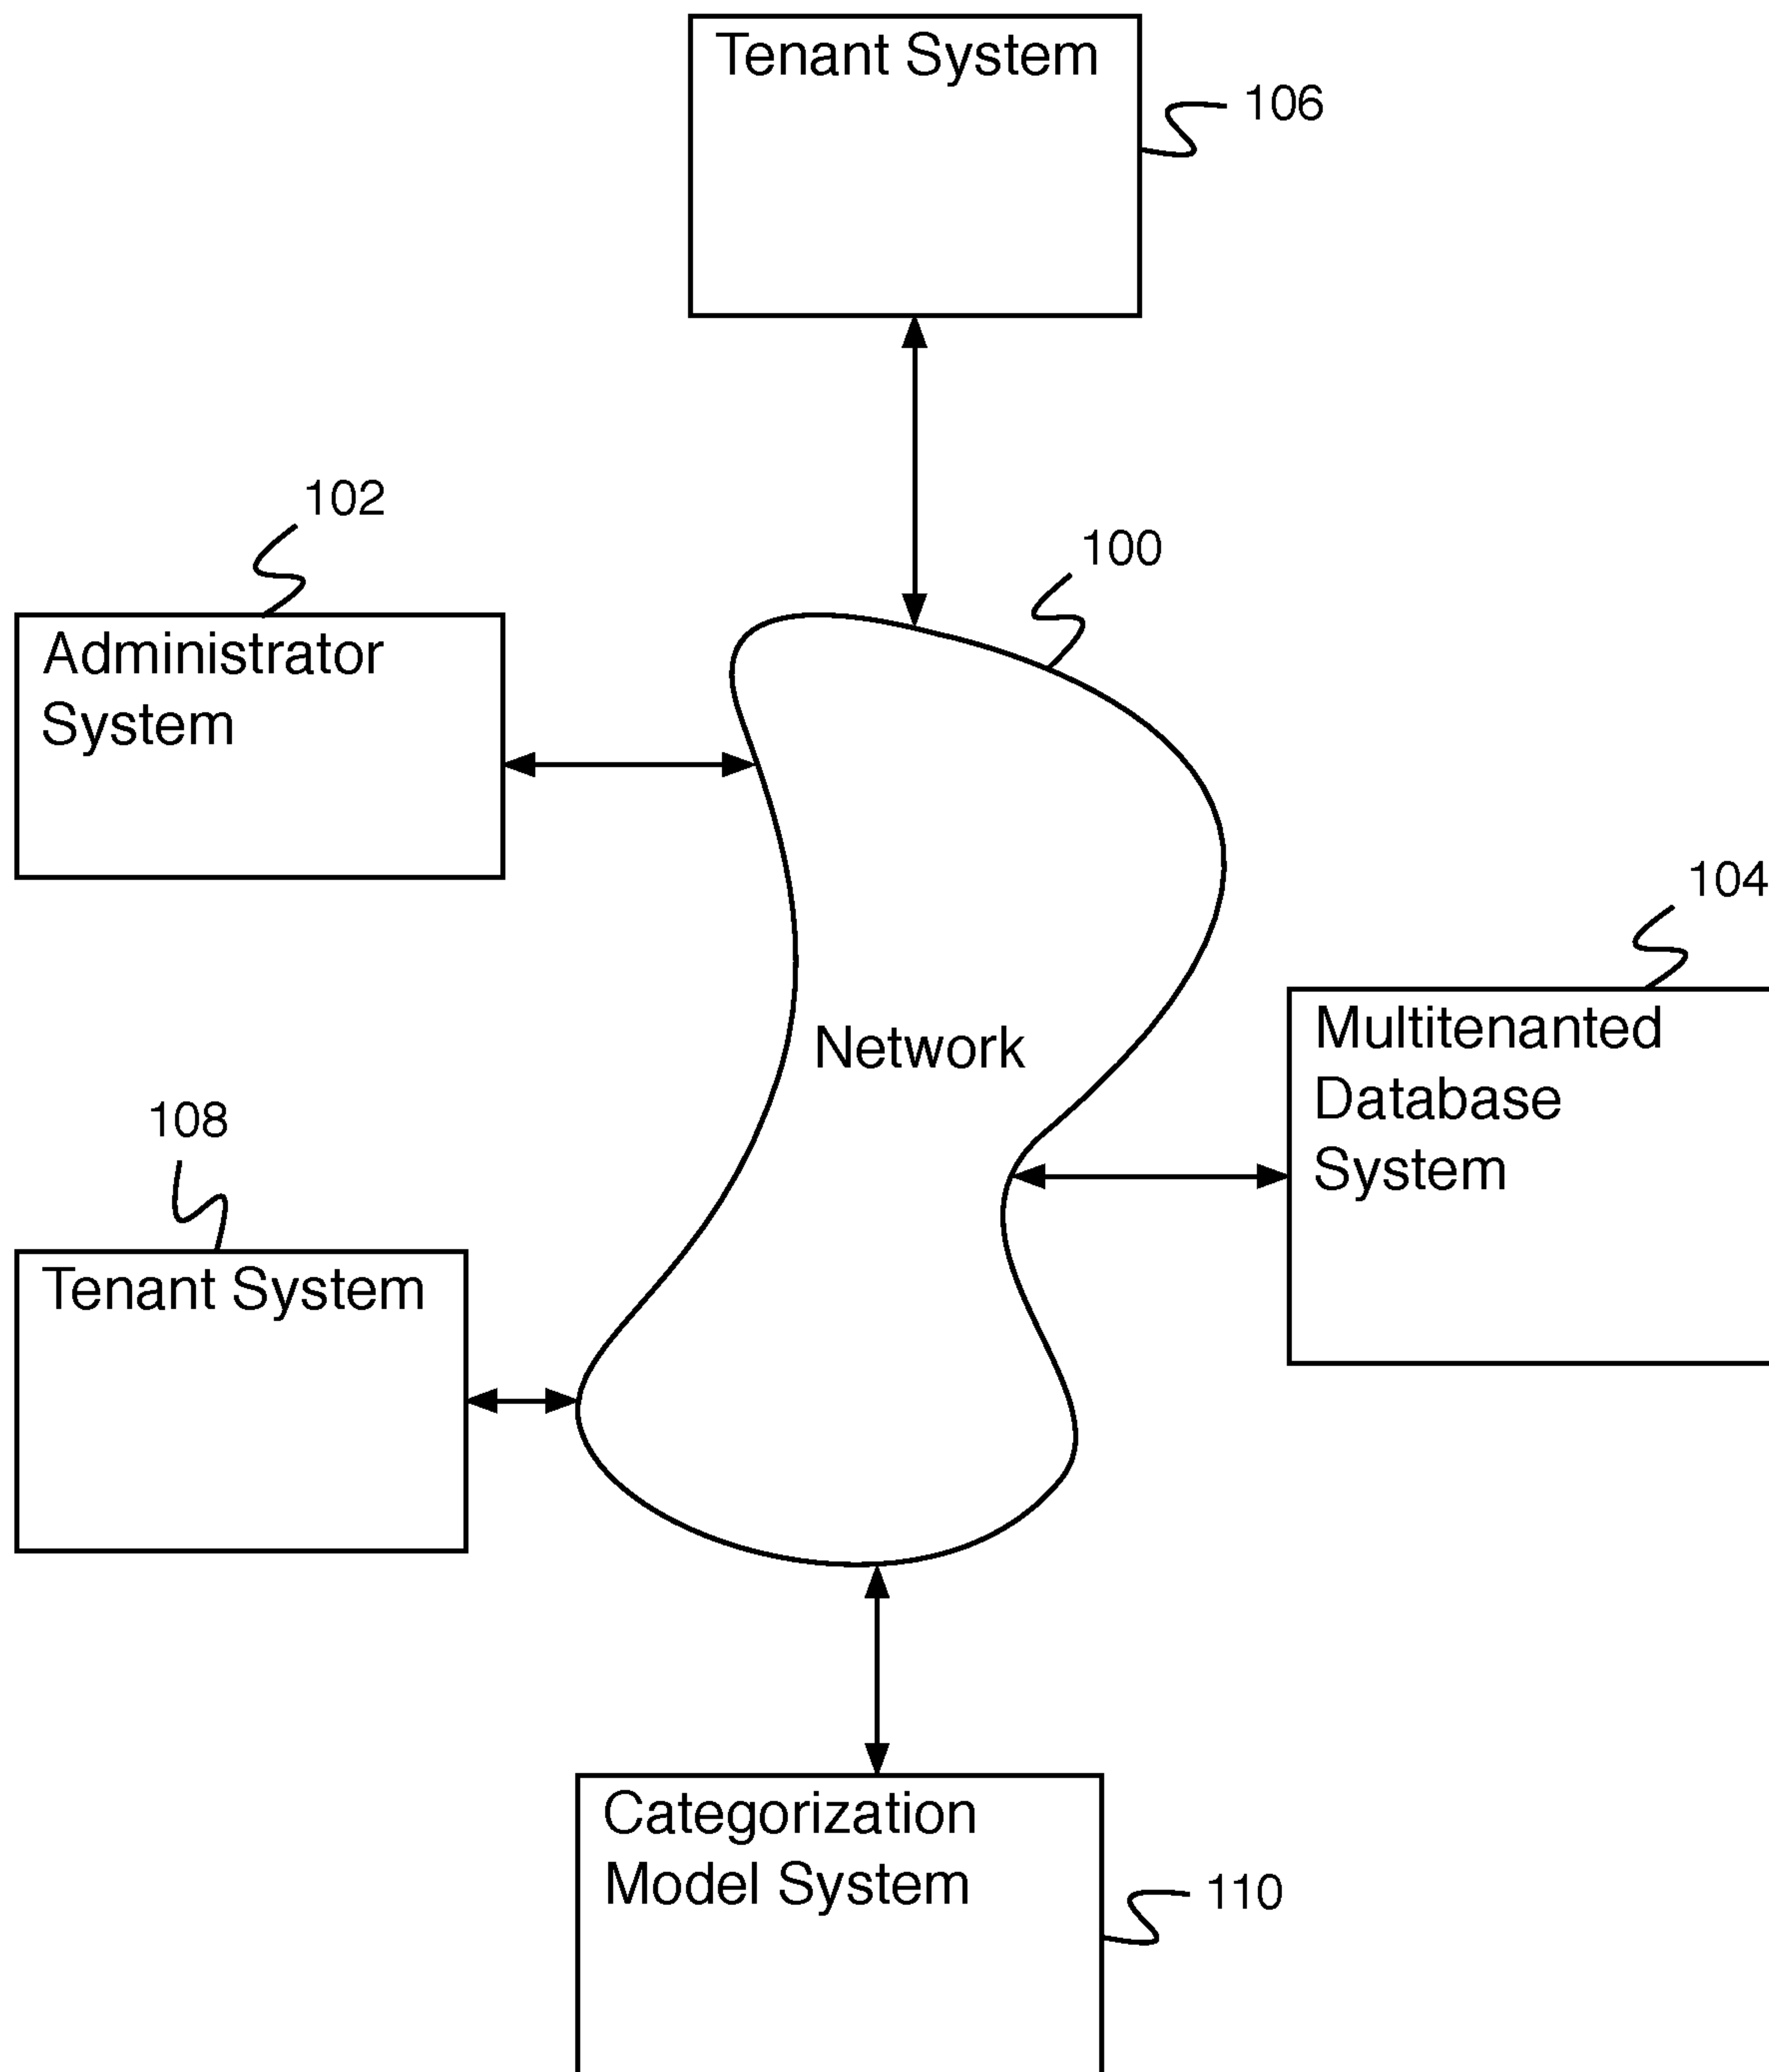 Tenant System
106
102
100
Administrator
System
104
Multitenanted
Database
System
Network
108
Tenant System
Categorization
Model System
110